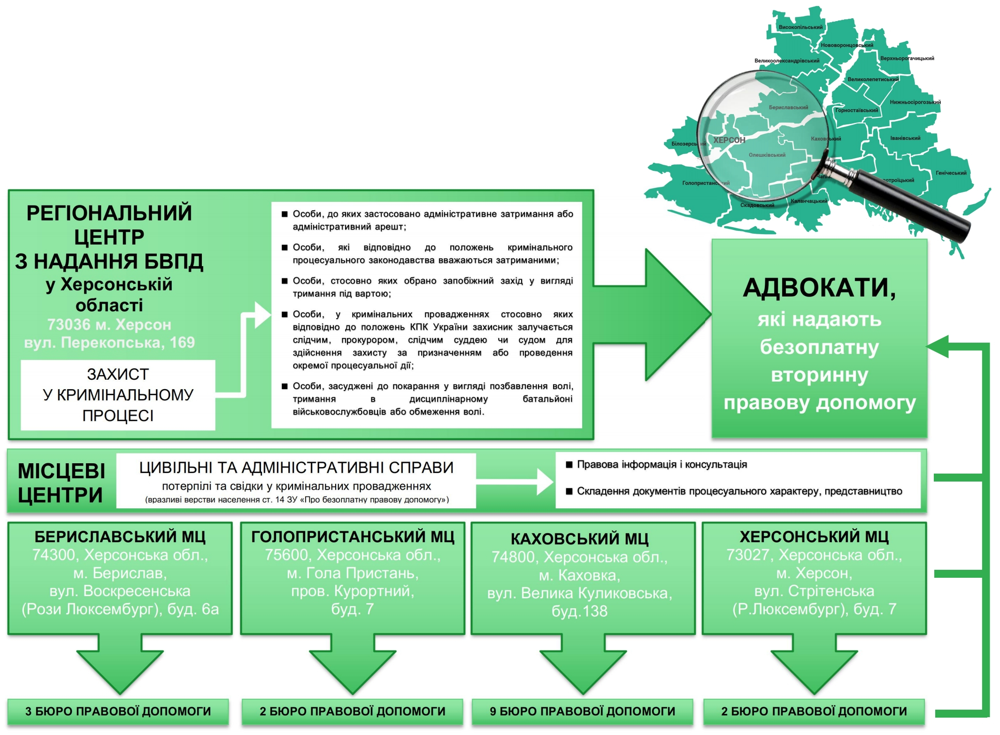 Високопільський
Нововоронцовський
Верхньорогачицький
Великоолександрівський
Великолепетиський
Нижньосірогозький
Бериславський
Горностаївський
Білозерський
ХЕРСОН
Каховський
Іванівський
Олешківський
Генічеський
Голопристанський
Скадовський
Каланчацький
РЕГІОНАЛЬНИЙ
ЦЕНТР
З НАДАННЯ БВПД
у Херсонській
області
73036 м. Херсон
вул. Перекопська, 169
ЗАХИСТ
У КРИМІНАЛЬНОМУ
ПРОЦЕСІ
■ Особи, до яких застосовано адміністративне затримання або
адміністративний арешт;
■ Особи, які відповідно до положень кримінального
процесуального законодавства вважаються затриманими;
■ Особи, стосовно яких обрано запобіжний захід у вигляді
тримання під вартою;
■ Особи, у кримінальних провадженнях стосовно яких
відповідно до положень КПК України захисник залучається
слідчим, прокурором, слідчим суддею чи судом для
здійснення захисту за призначенням або проведення
окремої процесуальної дії;
■ Особи, засуджені до покарання у вигляді позбавлення волі,
тримання в дисциплінарному батальйоні
військовослужбовців або обмеження волі.
АДВОКАТИ,
які надають
безоплатну
вторинну
правову допомогу
МІСЦЕВІ
ЦЕНТРИ
ЦИВІЛЬНІ ТА АДМІНІСТРАТИВНІ СПРАВИ
потерпілі та свідки у кримінальних провадженнях
(вразливі верстви населення ст. 14 ЗУ «Про безоплатну правову допомогу»)
■ Правова інформація і консультація
■ Складення документів процесуального характеру, представництво
БЕРИСЛАВСЬКИЙ МЦ
74300, Херсонська обл.,
м. Берислав,
вул. Воскресенська
(Рози Люксембург), буд. 6а
ГОЛОПРИСТАНСЬКИЙ МЦ
75600, Херсонська обл.,
м. Гола Пристань,
пров. Курортний,
буд. 7
КАХОВСЬКИЙ МЦ
74800, Херсонська обл.,
м. Каховка,
вул. Велика Куликовська,
буд.138
ХЕРСОНСЬКИЙ МЦ
73027, Херсонська обл.,
м. Херсон,
вул. Стрітенська
(Р.Люксембург), буд. 7
3 БЮРО ПРАВОВОЇ ДОПОМОГИ
2 БЮРО ПРАВОВОЇ ДОПОМОГИ
9 БЮРО ПРАВОВОЇ ДОПОМОГИ
2 БЮРО ПРАВОВОЇ ДОПОМОГИ